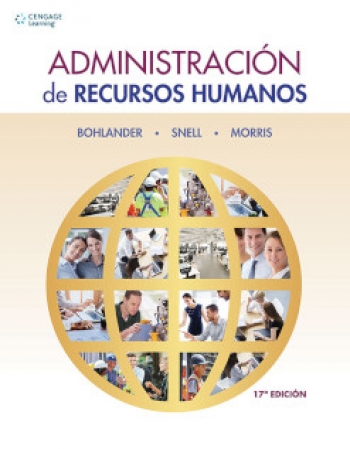 CENGAGE
Learning
ADMINISTRACIÓN
de RECURSOS HUMANOS
BOHLANDER • SNELL • MORRIS
17ª EDICIÓN